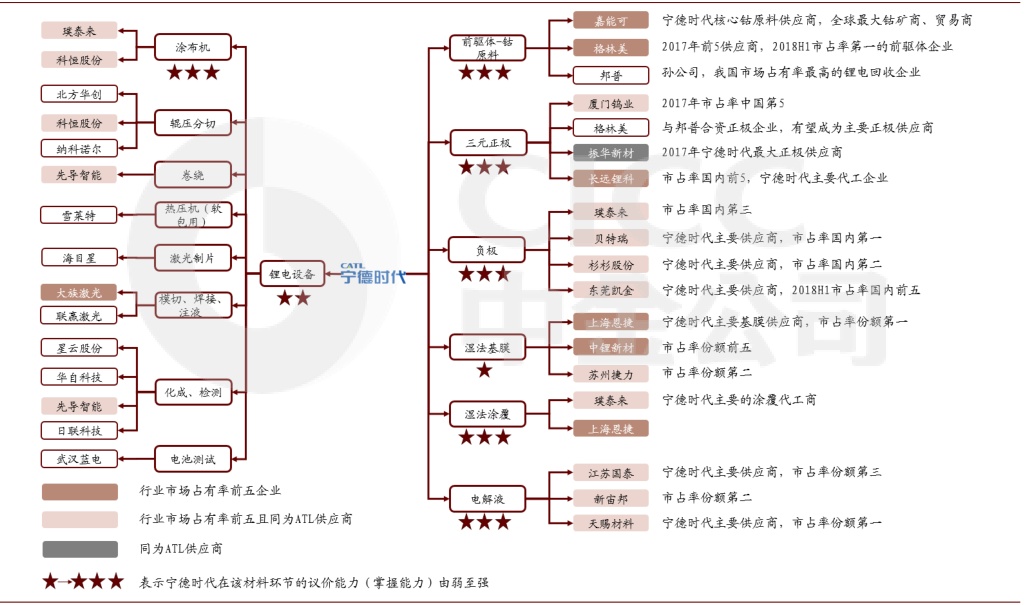 璞泰来
科恒股份
涂布机
★★★
北方华创
科恒股份
纳科诺尔
辊压分切
先导智能
卷绕
雷莱特
热压机（软
包用）
海目星
激光制片
大族激光
联赢激光
模切、焊接、
注液
星云股份
华自科技
先导智能
日联科技
化成、检测
武汉蓝电
电池测试
锂电设备
★★
CATL
宁德时代
前驱体-钴
原料
★★★
嘉能可 宁德时代核心钴原料供应商，全球最大钴矿商、贸易商
格林美 2017年前5供应商，2018H1市占率第一的前驱体企业
邦普 孙公司，我国市场占有率最高的锂电回收企业
三元正极
★★★
厦门钨业 2017年市占率中国第5
格林美 与邦普合资正极企业，有望成为主要正极供应商
振华新材 2017年宁德时代最大正极供应商
长远锂科 市占率国内前5，宁德时代主要代工企业
负极
★★★
璞泰来 市占率国内第三
贝特瑞 宁德时代主要供应商，市占率国内第一
杉杉股份 宁德时代主要供应商，市占率国内第二
东莞凯金 宁德时代主要供应商，2018H1市占率国内前五
湿法基膜
★
上海恩捷 宁德时代主要基膜供应商，市占率份额第一
中锂新材 市占率份额前五
苏州捷力 市占率份额第二
湿法涂覆
★★★
璞泰来 宁德时代主要的涂覆代工商
上海恩捷
电解液
★★★
江苏国泰 宁德时代主要供应商，市占率份额第三
新宙邦 市占率份额第二
天赐材料 宁德时代主要供应商，市占率份额第一
行业市场占有率前五企业
行业市场占有率前五且同为ATL供应商
同为ATL供应商
★→★★★ 表示宁德时代在该材料环节的议价能力（掌握能力）由弱至强
CICC
中金公司